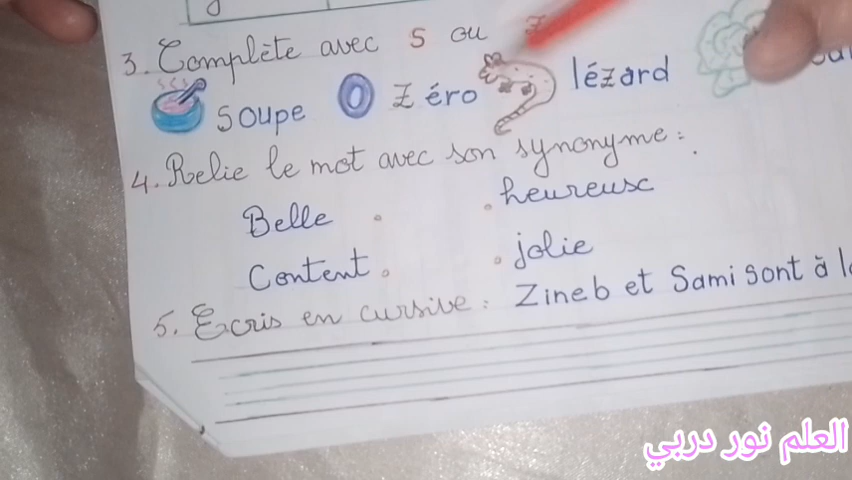 3. Complète avec s ou z
soupe zéro lézard
4. Relie le mot avec son synonyme :
Belle . . heureuse
Content . . jolie
5. Ecris en cursive : Zineb et Sami sont à
العلم نور دربي